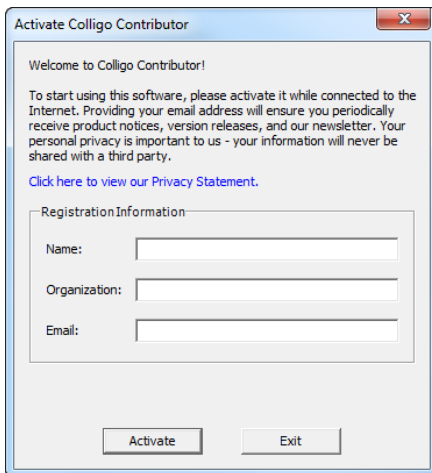 Activate Colligo Contributor
Welcome to Colligo Contributor!
To start using this software, please activate it while connected to the
Internet. Providing your email address will ensure you periodically
receive product notices, version releases, and our newsletter. Your
personal privacy is important to us - your information will never be
shared with a third party.
Click here to view our Privacy Statement.
Registration Information
Name:
Organization:
Email:
Activate Exit